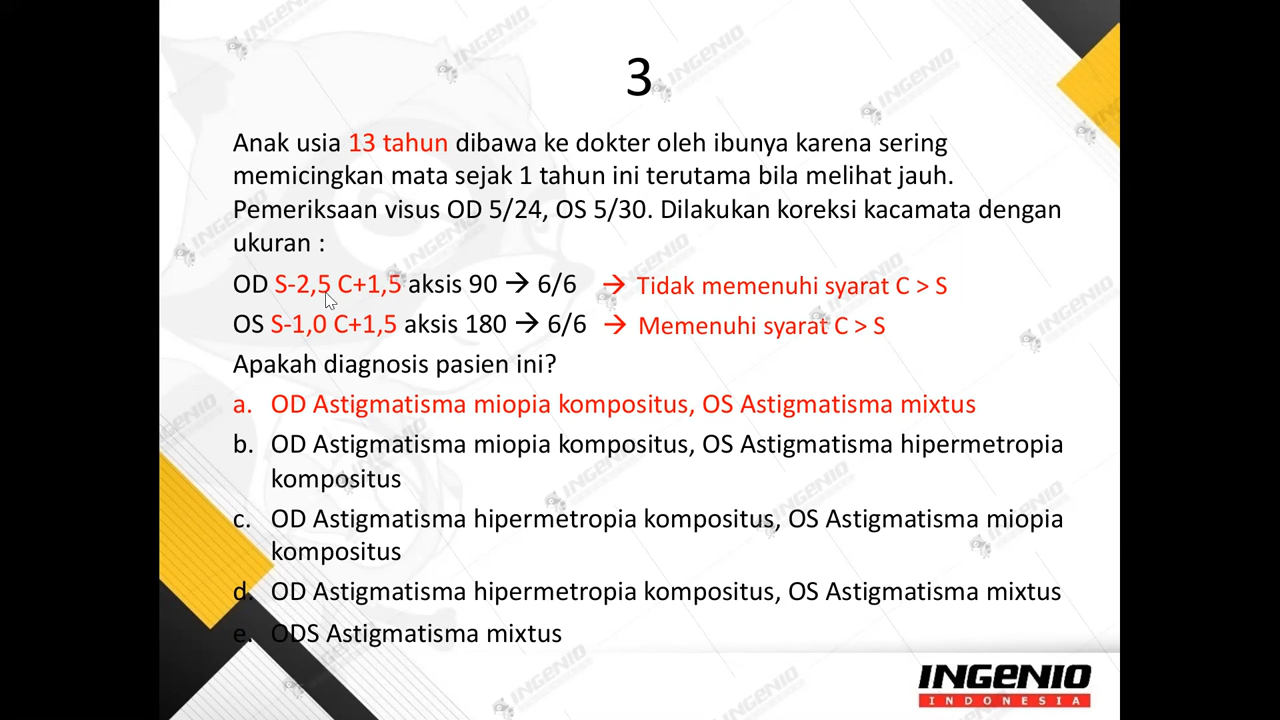 3
Anak usia 13 tahun dibawa ke dokter oleh ibunya karena sering
memicingkan mata sejak 1 tahun ini terutama bila melihat jauh.
Pemeriksaan visus OD 5/24, OS 5/30. Dilakukan koreksi kacamata dengan
ukuran :
OD S-2,5 C+1,5 aksis 90 → 6/6 → Tidak memenuhi syarat C > S
OS S-1,0 C+1,5 aksis 180 → 6/6 → Memenuhi syarat C > S
Apakah diagnosis pasien ini?
a. OD Astigmatisma miopia kompositus, OS Astigmatisma mixtus
b. OD Astigmatisma miopia kompositus, OS Astigmatisma hipermetropia
kompositus
c. OD Astigmatisma hipermetropia kompositus, OS Astigmatisma miopia
kompositus
d. OD Astigmatisma hipermetropia kompositus, OS Astigmatisma mixtus
e. ODS Astigmatisma mixtus
INGENIO
INDONESIA